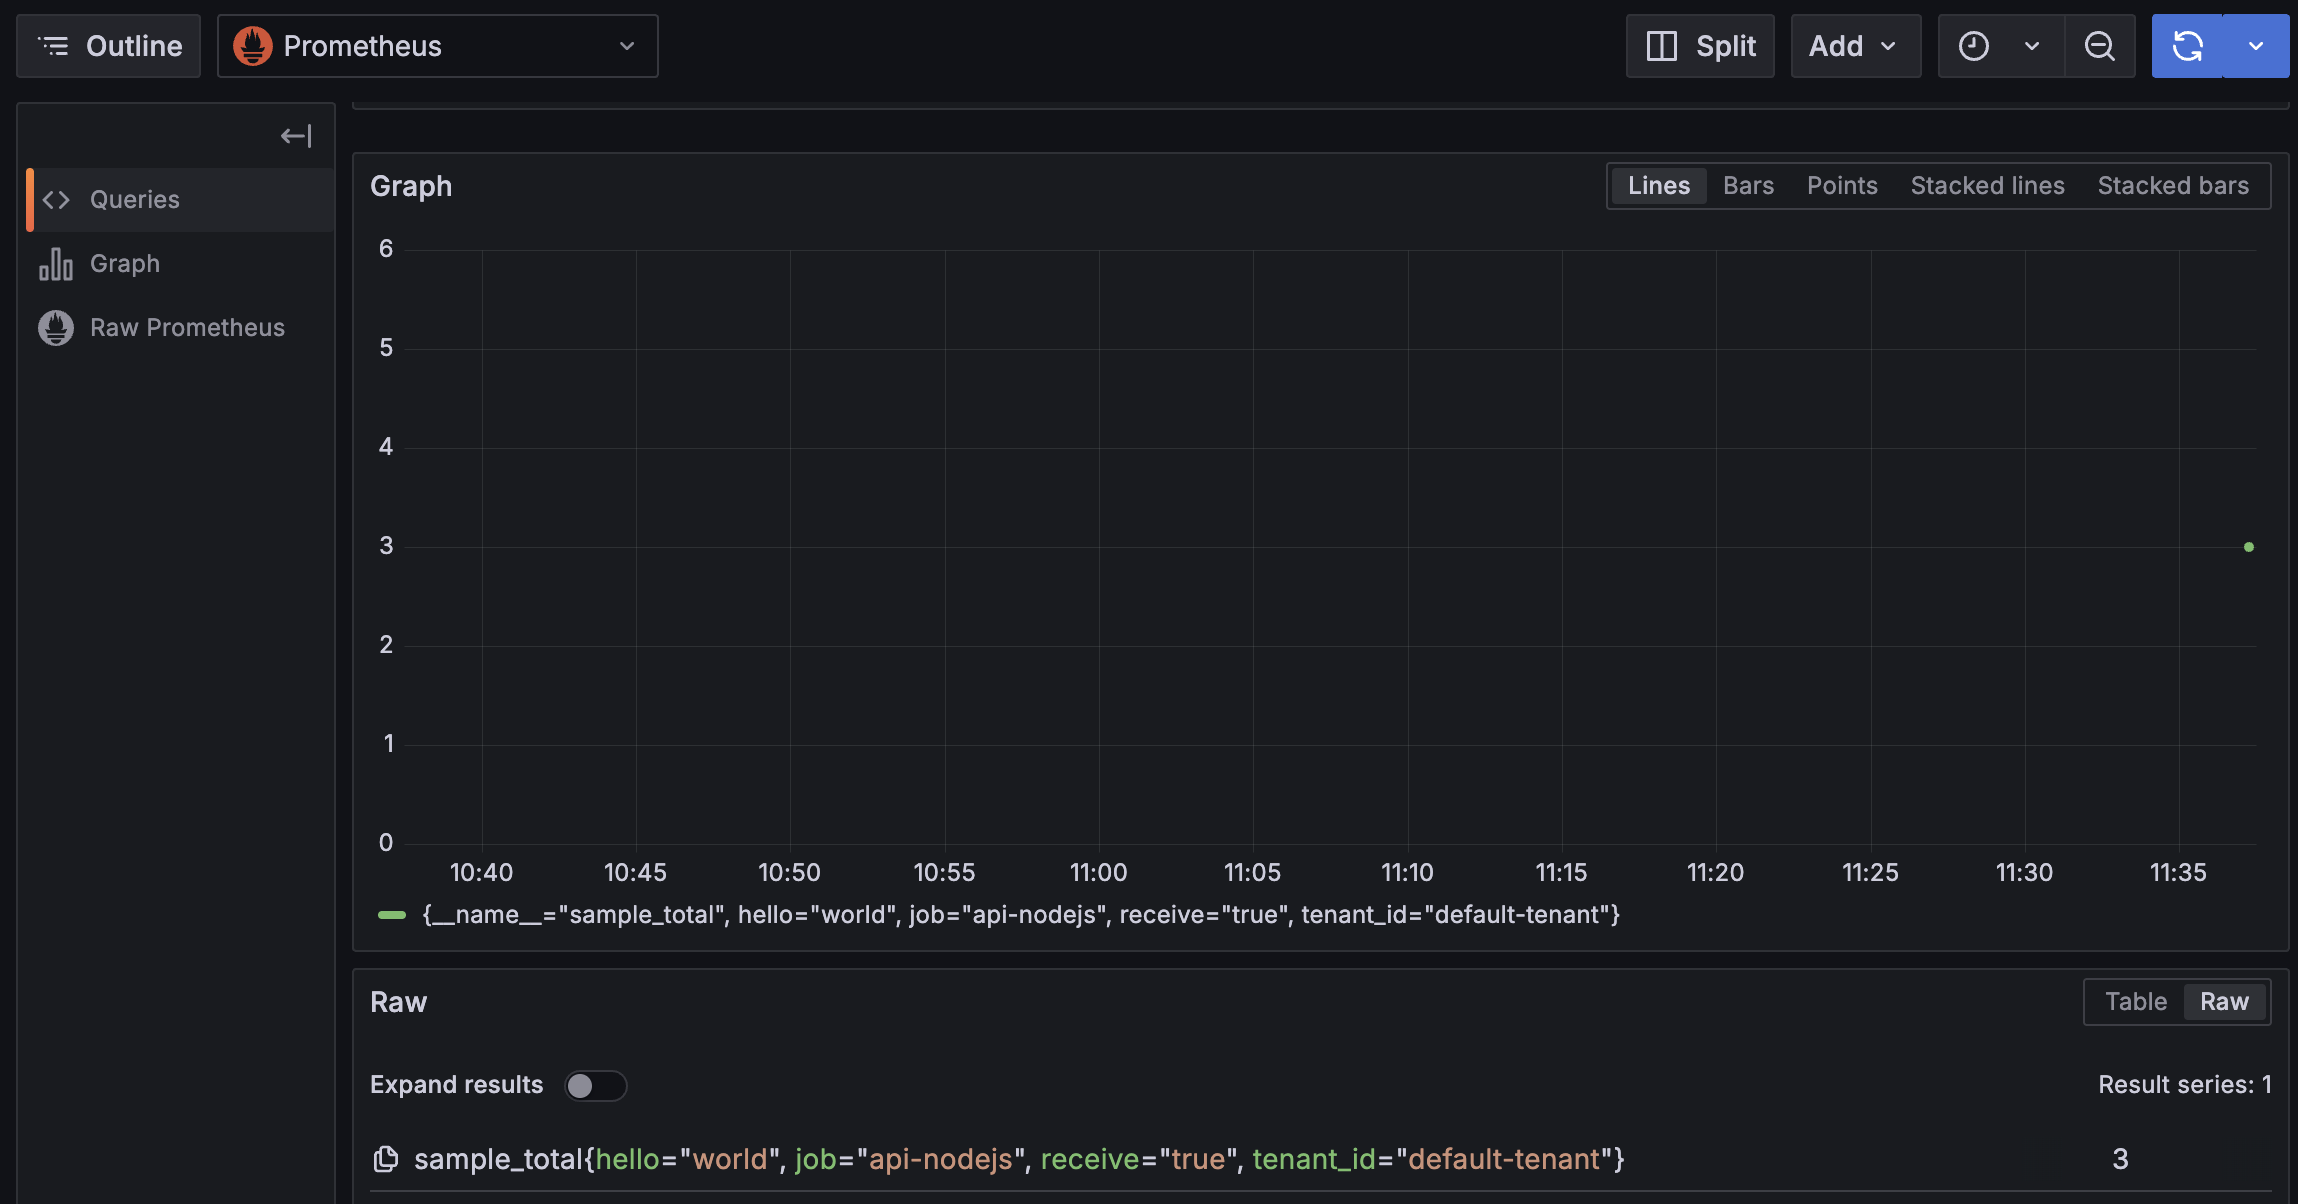 Outline
Prometheus
Split
Add
Queries
Graph
Raw Prometheus
Graph
Lines Bars Points Stacked lines Stacked bars
6
5
4
3
2
1
0
10:40 10:45 10:50 10:55 11:00 11:05 11:10 11:15 11:20 11:25 11:30 11:35
{__name__="sample_total", hello="world", job="api-nodejs", receive="true", tenant_id="default-tenant"}
Raw
Table Raw
Expand results
Result series: 1
sample_total{hello="world", job="api-nodejs", receive="true", tenant_id="default-tenant"} 3